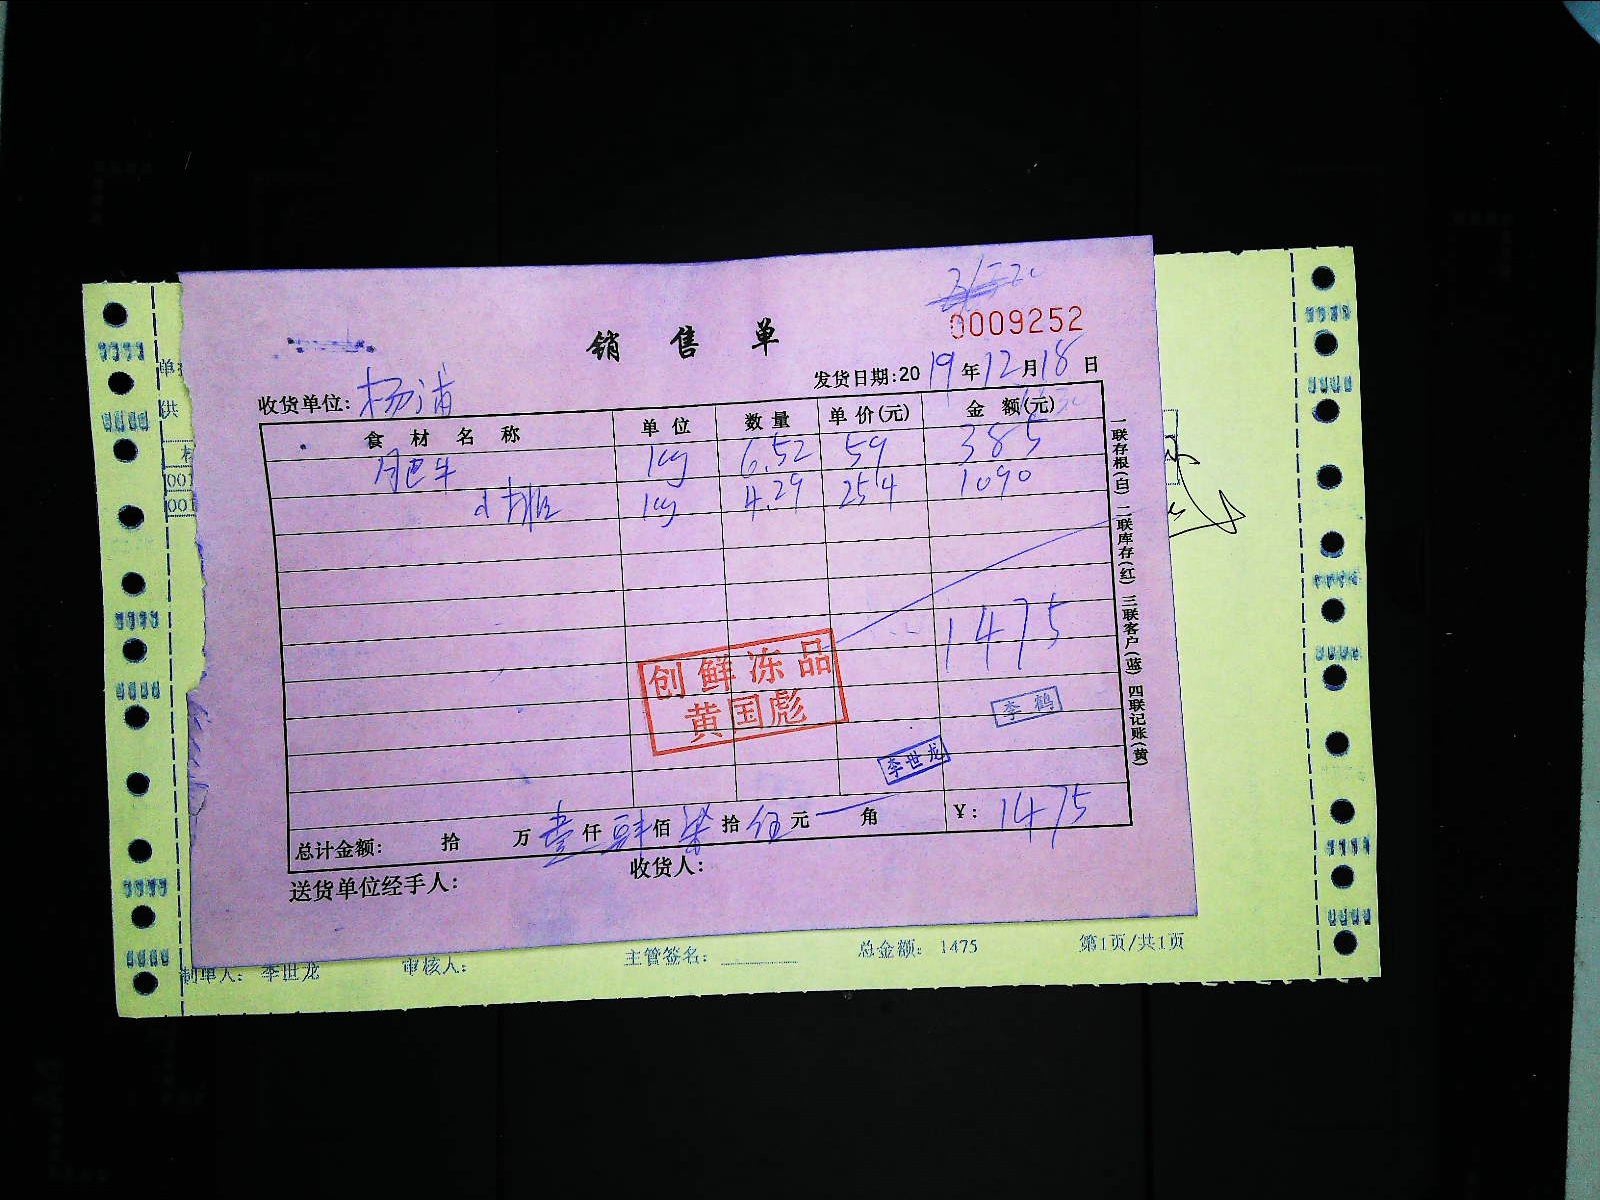 销 售 单
0009252
发货日期:2019年12月18日
收货单位:杨浦
食 材 名 称 单 位 数 量 单 价(元) 金 额(元)
肥牛 kg 6.52 59 385
kg 4.29 254 1090
1475
创鲜冻品
黄国彪
李鹤
李世龙
总计金额: 拾 万 壹 仟 肆 佰 柒 拾 伍 元 角 ¥: 1475
送货单位经手人: 收货人:
一联存根(白) 二联库存(红) 三联客户(蓝) 四联记账(黄)
单
供
001
001
制单人: 李世龙 审核人: 主管签名: 总金额: 1475 第1页/共1页